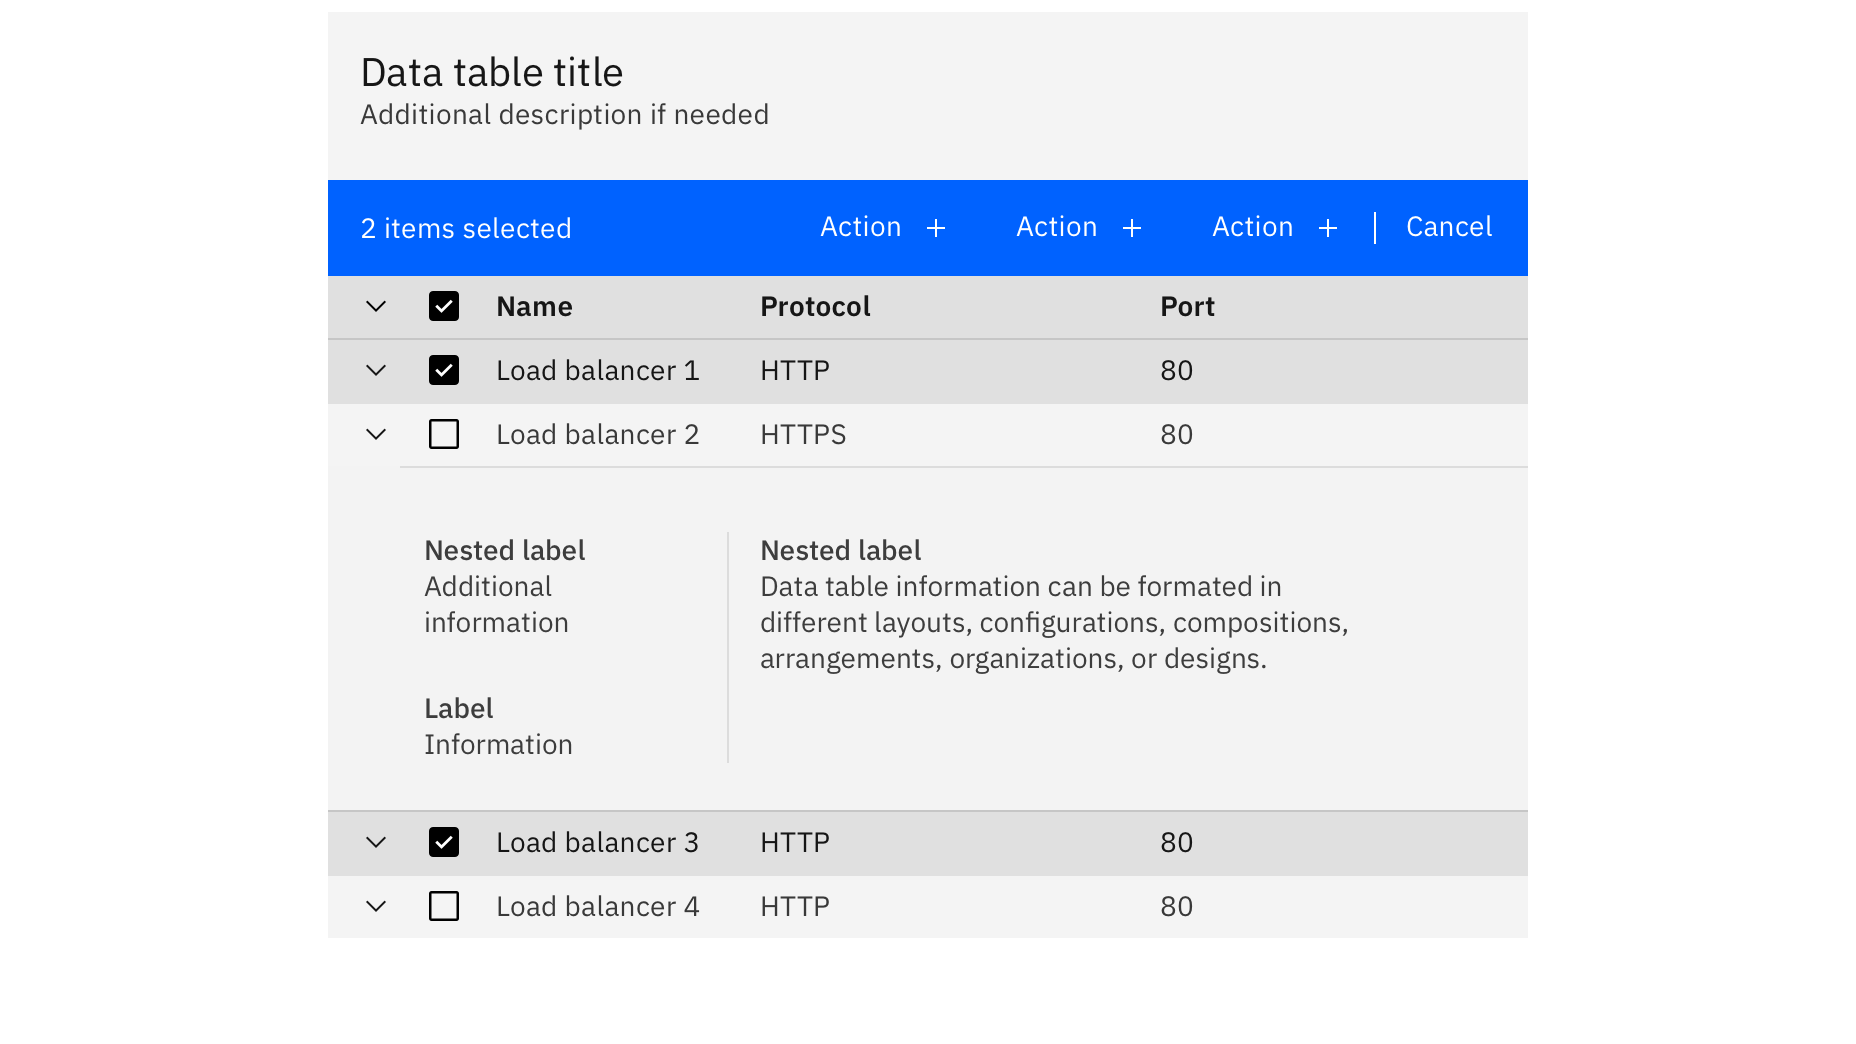 Data table title
Additional description if needed
2 items selected Action Action Action Cancel
Name Protocol Port
Load balancer 1 HTTP 80
Load balancer 2 HTTPS 80
Nested label
Additional
information
Label
Information
Nested label
Data table information can be formated in
different layouts, configurations, compositions,
arrangements, organizations, or designs.
Load balancer 3 HTTP 80
Load balancer 4 HTTP 80